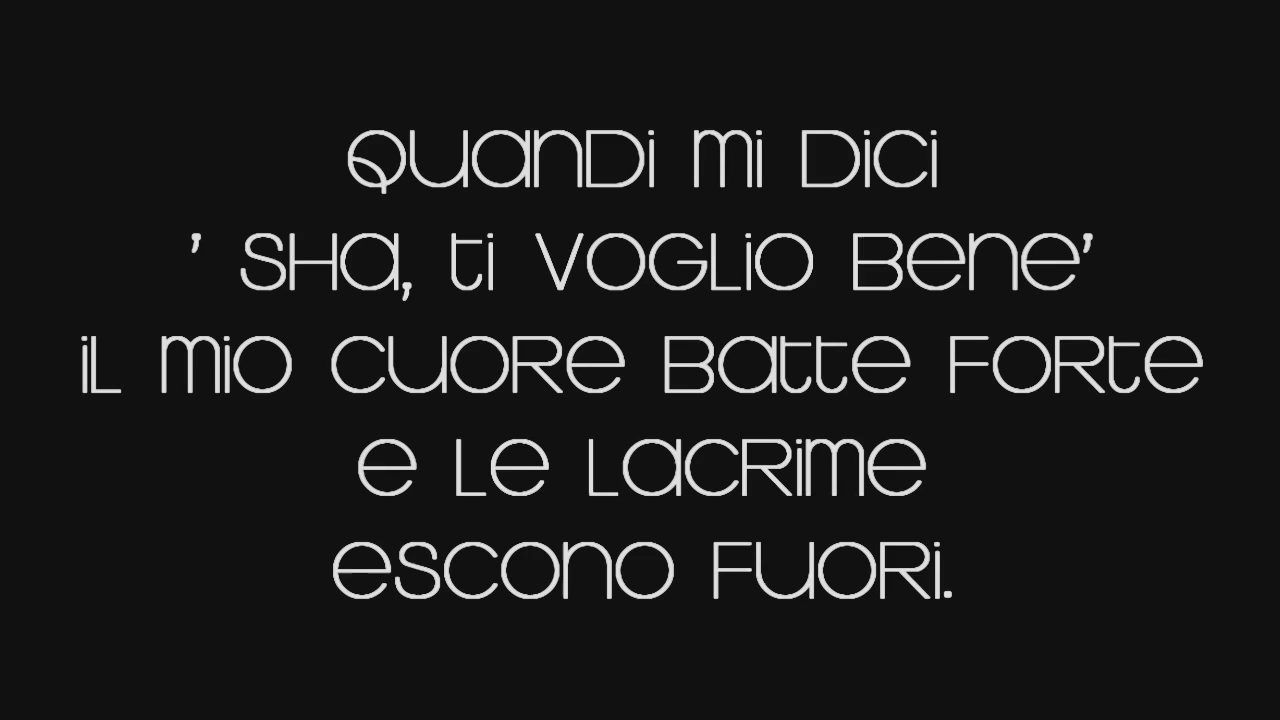 Quandi mi dici
' Sha, ti voglio bene'
il mio cuore batte forte
e le lacrime
escono fuori.